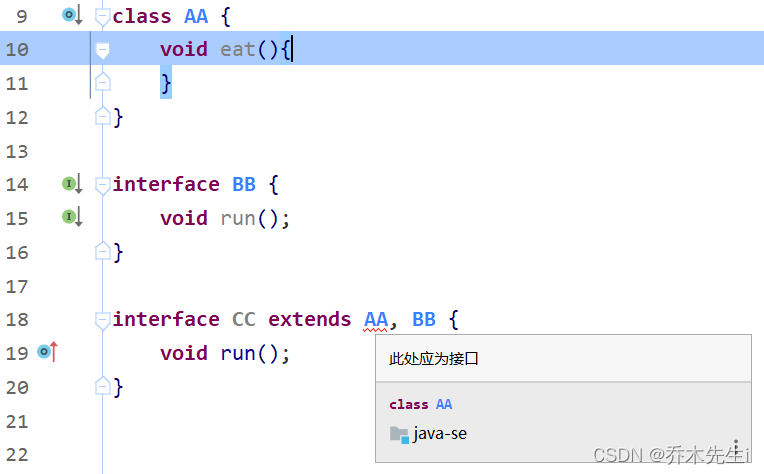 9 class AA {
10 void eat(){
11 }
12 }
13
14 interface BB {
15 void run();
16 }
17
18 interface CC extends AA, BB {
19 void run();
20 }
21
22
此处应为接口
class AA
java-se
CSDN @乔木先生i